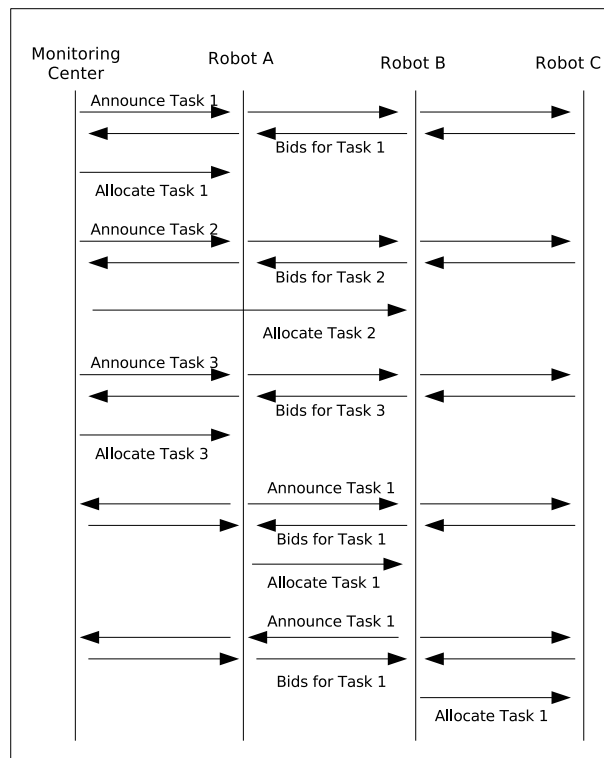 Monitoring
Center
Robot A
Robot B
Robot C
Announce Task 1
Bids for Task 1
Allocate Task 1
Announce Task 2
Bids for Task 2
Allocate Task 2
Announce Task 3
Bids for Task 3
Allocate Task 3
Announce Task 1
Bids for Task 1
Allocate Task 1
Announce Task 1
Bids for Task 1
Allocate Task 1